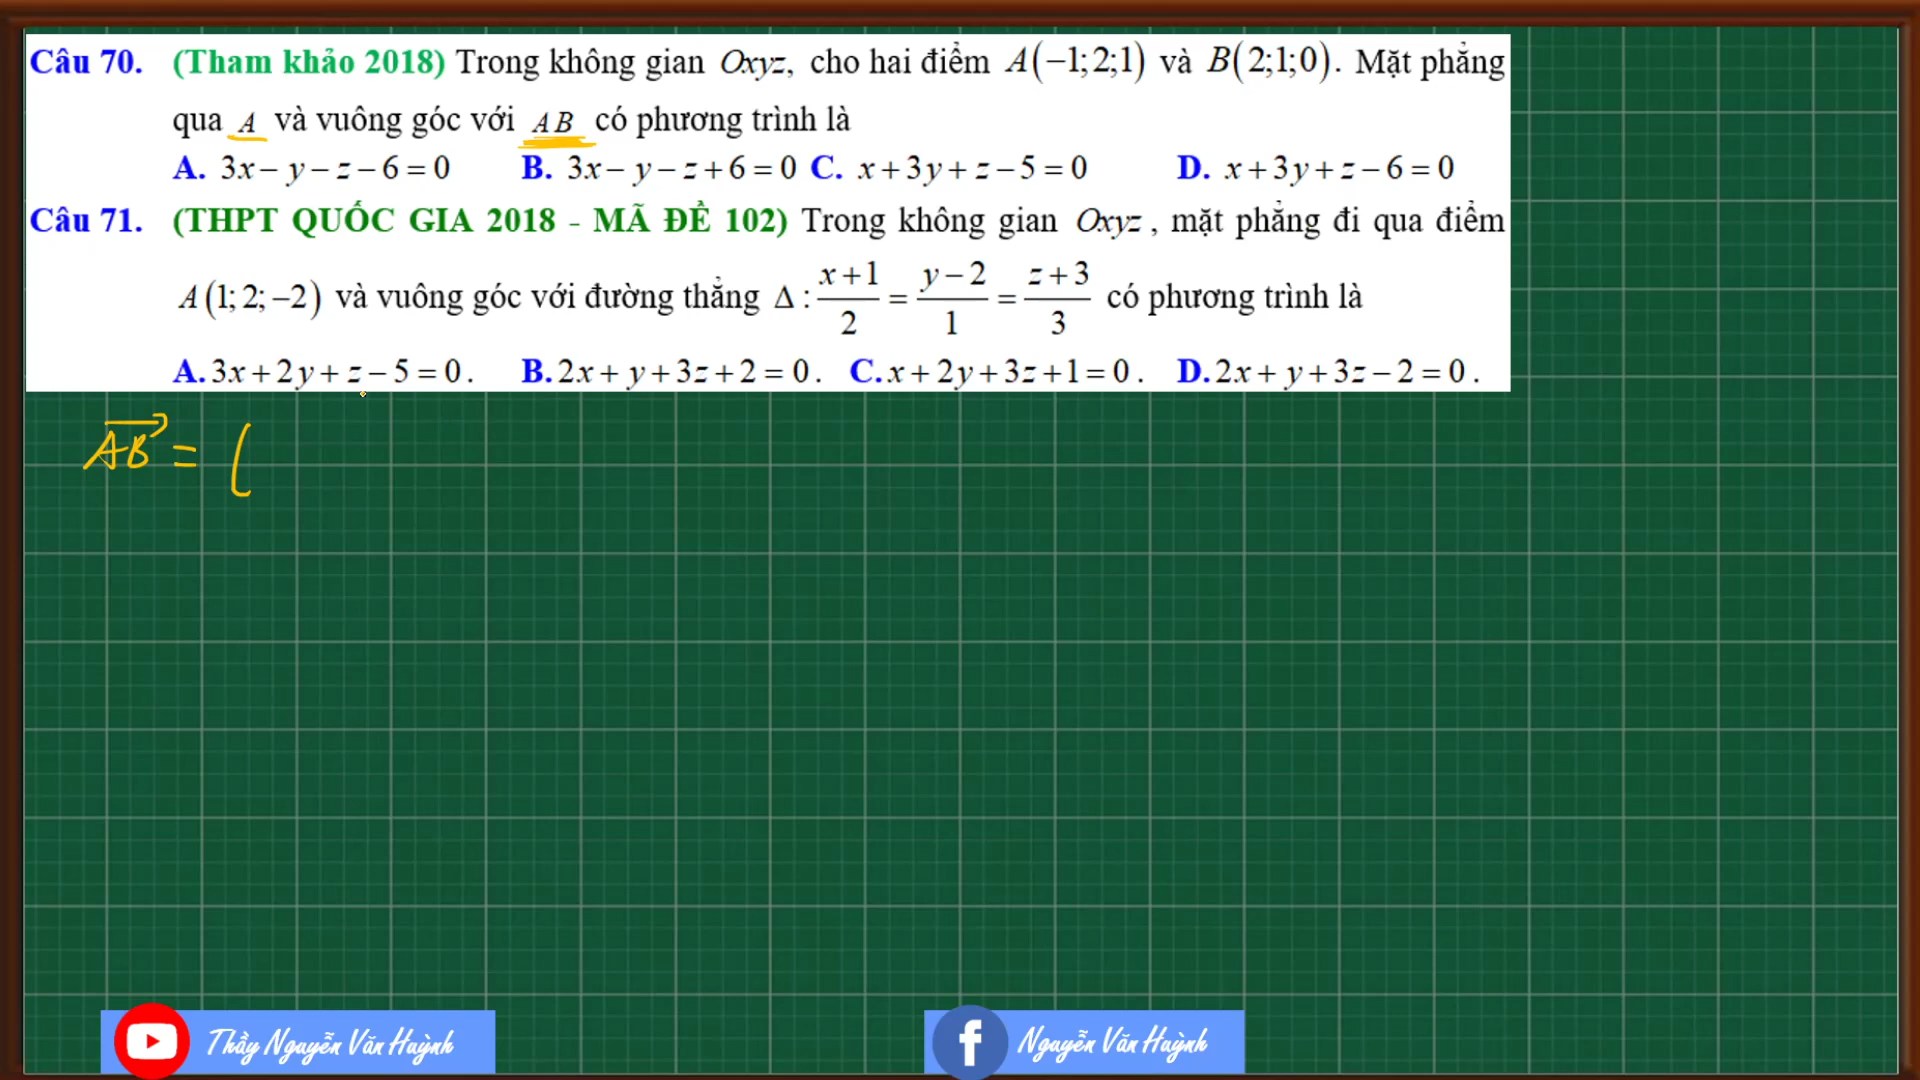 Câu 70. (Tham khảo 2018) Trong không gian Oxyz, cho hai điểm A(−1;2;1) và B(2;1;0). Mặt phẳng
qua A và vuông góc với AB có phương trình là
A. 3x − y − z − 6 = 0 B. 3x − y − z + 6 = 0 C. x + 3y + z − 5 = 0 D. x + 3y + z − 6 = 0
Câu 71. (THPT QUỐC GIA 2018 - MÃ ĐỀ 102) Trong không gian Oxyz, mặt phẳng đi qua điểm
A(1; 2; −2) và vuông góc với đường thẳng Δ : (x+1)/2 = (y−2)/1 = (z+3)/3 có phương trình là
A. 3x + 2y + z − 5 = 0. B. 2x + y + 3z + 2 = 0. C. x + 2y + 3z + 1 = 0. D. 2x + y + 3z − 2 = 0.
AB⃗ = (
Thầy Nguyễn Văn Huỳnh
Nguyễn Văn Huỳnh